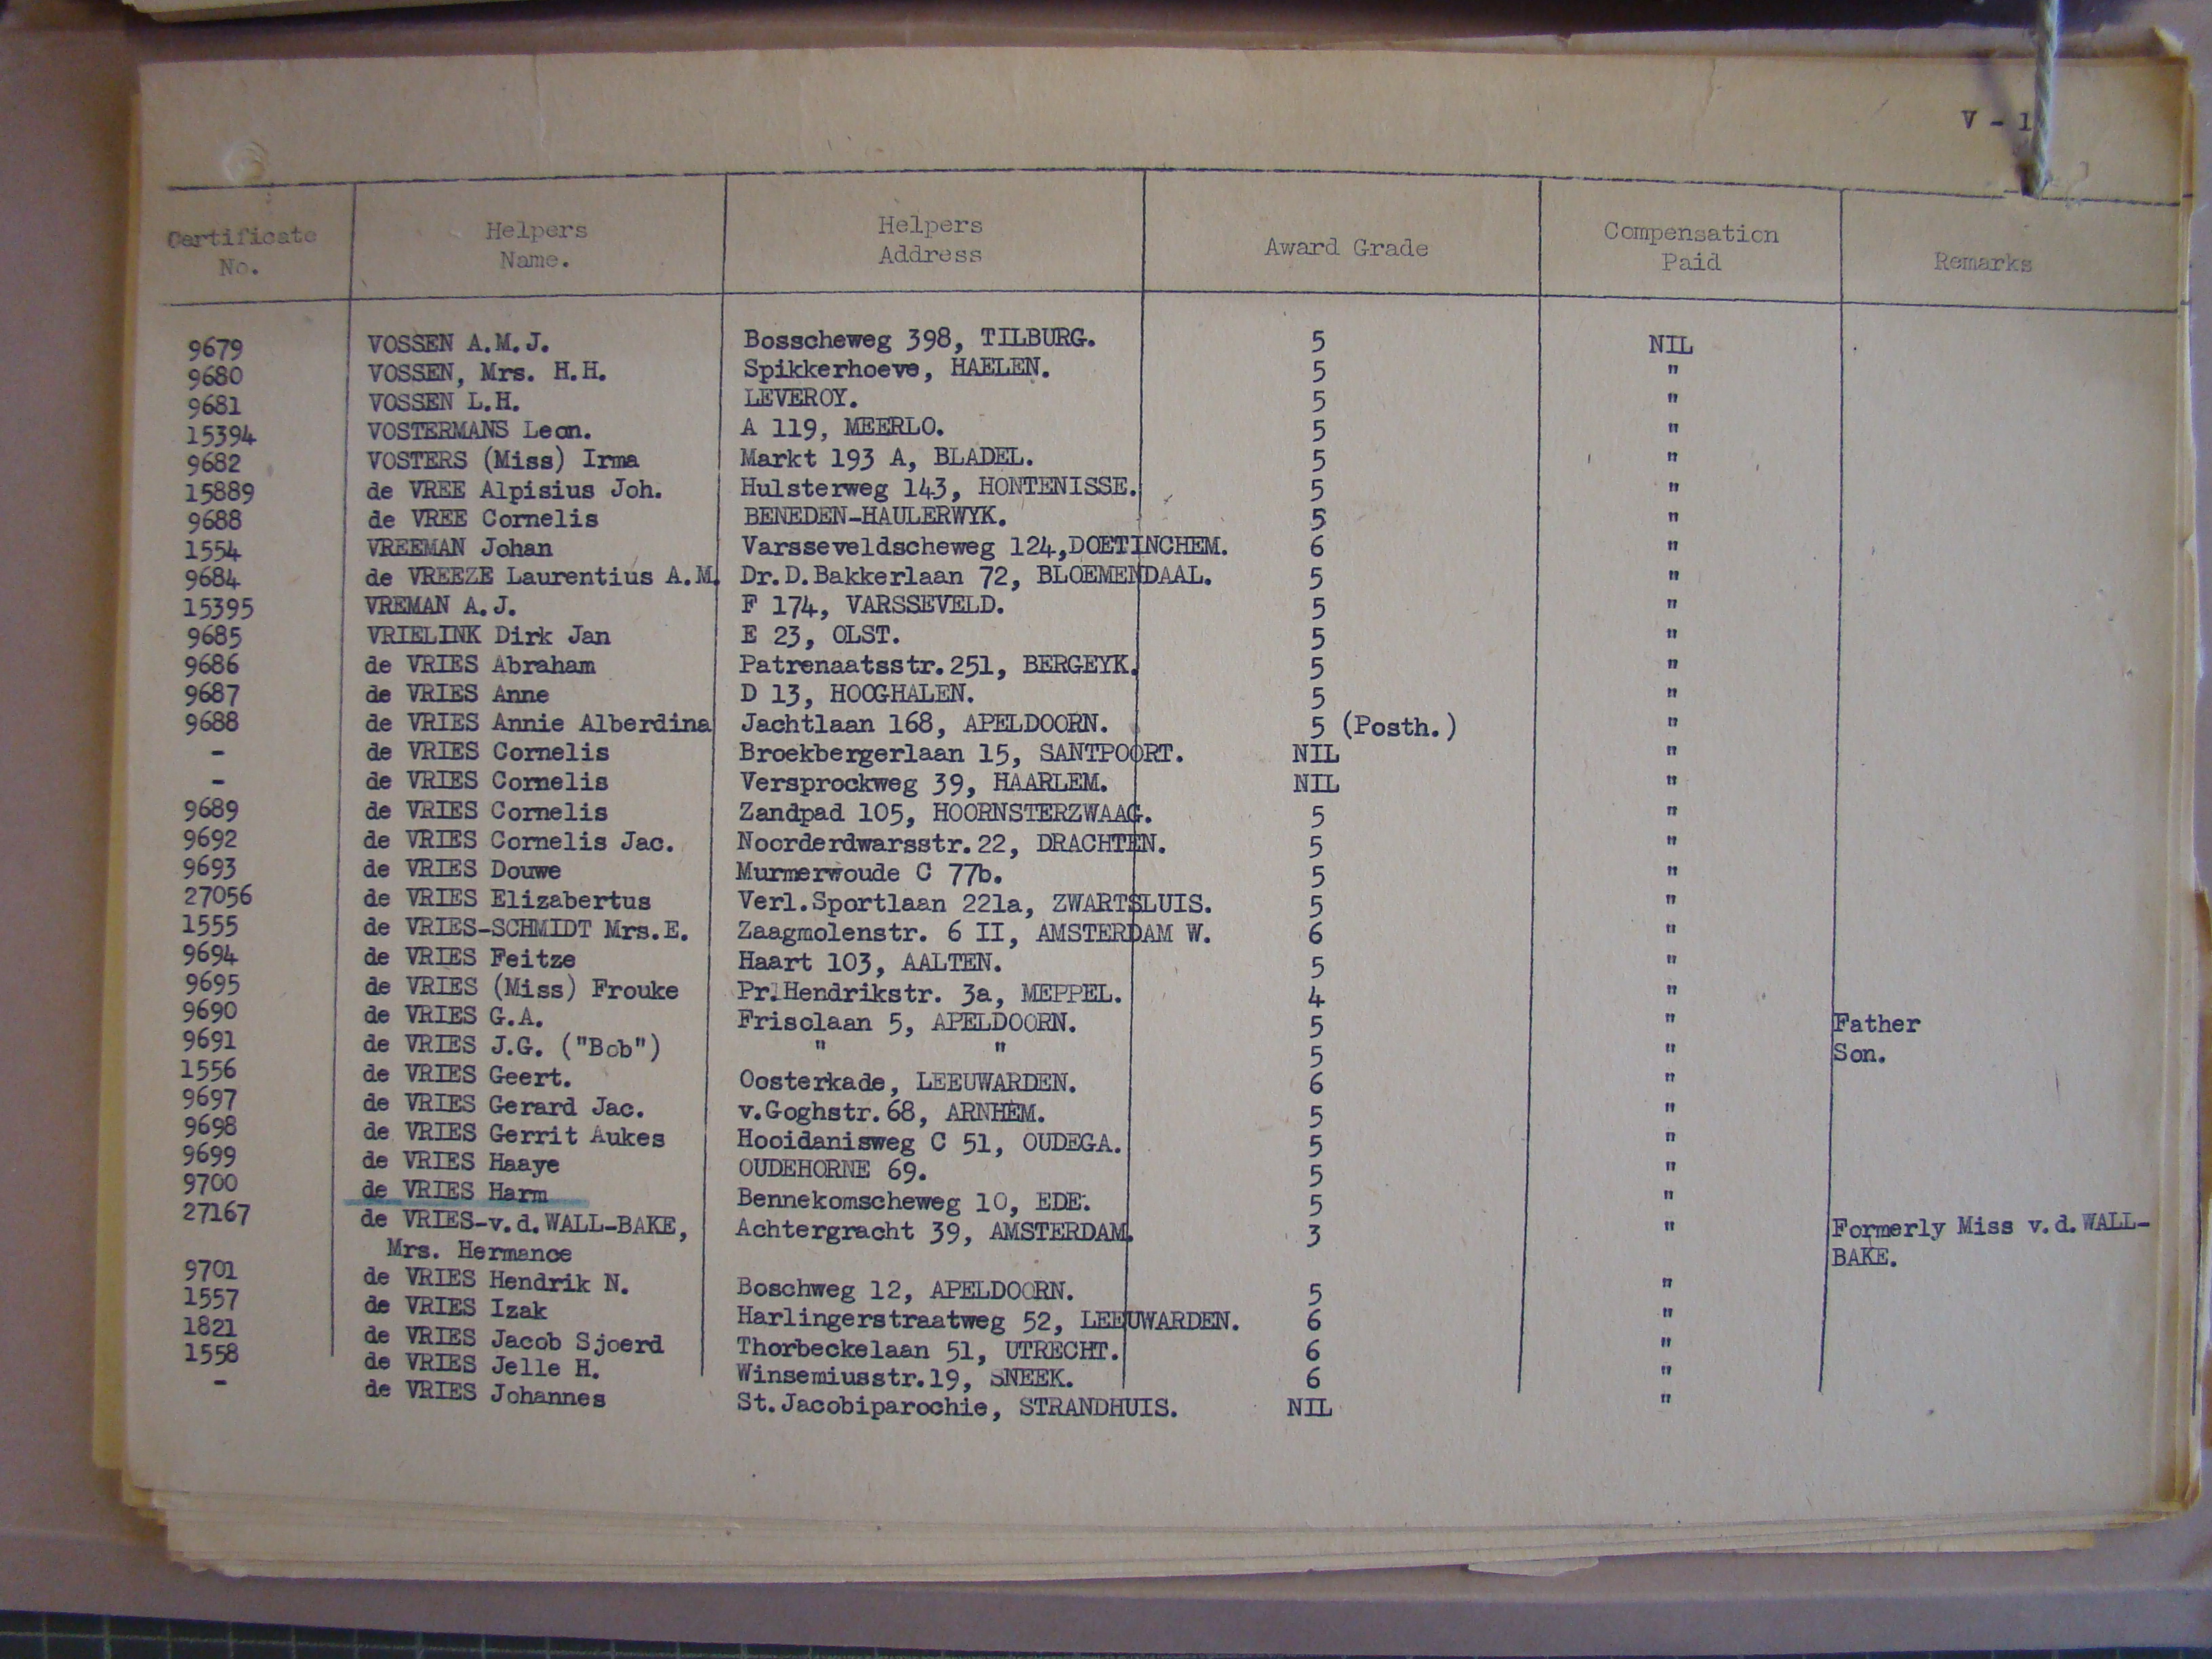 V - 1
Certificate No. Helpers Name. Helpers Address Award Grade Compensation Paid Remarks
9679 VOSSEN A.M.J. Bosscheweg 398, TILBURG. 5 NIL
9680 VOSSEN, Mrs. H.H. Spikkerhoeve, HAELEN. 5 "
9681 VOSSEN L.H. LEVEROY. 5 "
15394 VOSTERMANS Leon. A 119, MEERLO. 5 "
9682 VOSTERS (Miss) Irma Markt 193 A, BLADEL. 5 "
15889 de VREE Alpisius Joh. Hulsterweg 143, HONTENISSE. 5 "
9688 de VREE Cornelis BENEDEN-HAULERWYK. 5 "
1554 VREEMAN Johan Varsseveldscheweg 124,DOETINCHEM. 6 "
9684 de VREEZE Laurentius A.M. Dr.D.Bakkerlaan 72, BLOEMENDAAL. 5 "
15395 VREMAN A.J. F 174, VARSSEVELD. 5 "
9685 VRIELINK Dirk Jan E 23, OLST. 5 "
9686 de VRIES Abraham Patrenaatsstr.251, BERGEYK. 5 "
9687 de VRIES Anne D 13, HOOGHALEN. 5 "
9688 de VRIES Annie Alberdina Jachtlaan 168, APELDOORN. 5 (Posth.) "
- de VRIES Cornelis Broekbergerlaan 15, SANTPOORT. NIL "
- de VRIES Cornelis Versprockweg 39, HAARLEM. NIL "
9689 de VRIES Cornelis Zandpad 105, HOORNSTERZWAAG. 5 "
9692 de VRIES Cornelis Jac. Noorderdwarsstr.22, DRACHTEN. 5 "
9693 de VRIES Douwe Murmerwoude C 77b. 5 "
27056 de VRIES Elizabertus Verl.Sportlaan 221a, ZWARTSLUIS. 5 "
1555 de VRIES-SCHMIDT Mrs.E. Zaagmolenstr. 6 II, AMSTERDAM W. 6 "
9694 de VRIES Feitze Haart 103, AALTEN. 5 "
9695 de VRIES (Miss) Frouke Pr.Hendrikstr. 3a, MEPPEL. 4 "
9690 de VRIES G.A. Frisolaan 5, APELDOORN. 5 " Father
9691 de VRIES J.G. ("Bob") " " 5 " Son.
1556 de VRIES Geert. Oosterkade, LEEUWARDEN. 6 "
9697 de VRIES Gerard Jac. v.Goghstr.68, ARNHEM. 5 "
9698 de VRIES Gerrit Aukes Hooidanisweg C 51, OUDEGA. 5 "
9699 de VRIES Haaye OUDEHORNE 69. 5 "
9700 de VRIES Harm Bennekomscheweg 10, EDE. 5 "
27167 de VRIES-v.d.WALL-BAKE, Achtergracht 39, AMSTERDAM. 3 " Formerly Miss v.d.WALL-
Mrs. Hermance BAKE.
9701 de VRIES Hendrik N. Boschweg 12, APELDOORN. 5 "
1557 de VRIES Izak Harlingerstraatweg 52, LEEUWARDEN. 6 "
1821 de VRIES Jacob Sjoerd Thorbeckelaan 51, UTRECHT. 6 "
1558 de VRIES Jelle H. Winsemiusstr.19, SNEEK. 6 "
- de VRIES Johannes St.Jacobiparochie, STRANDHUIS. NIL "